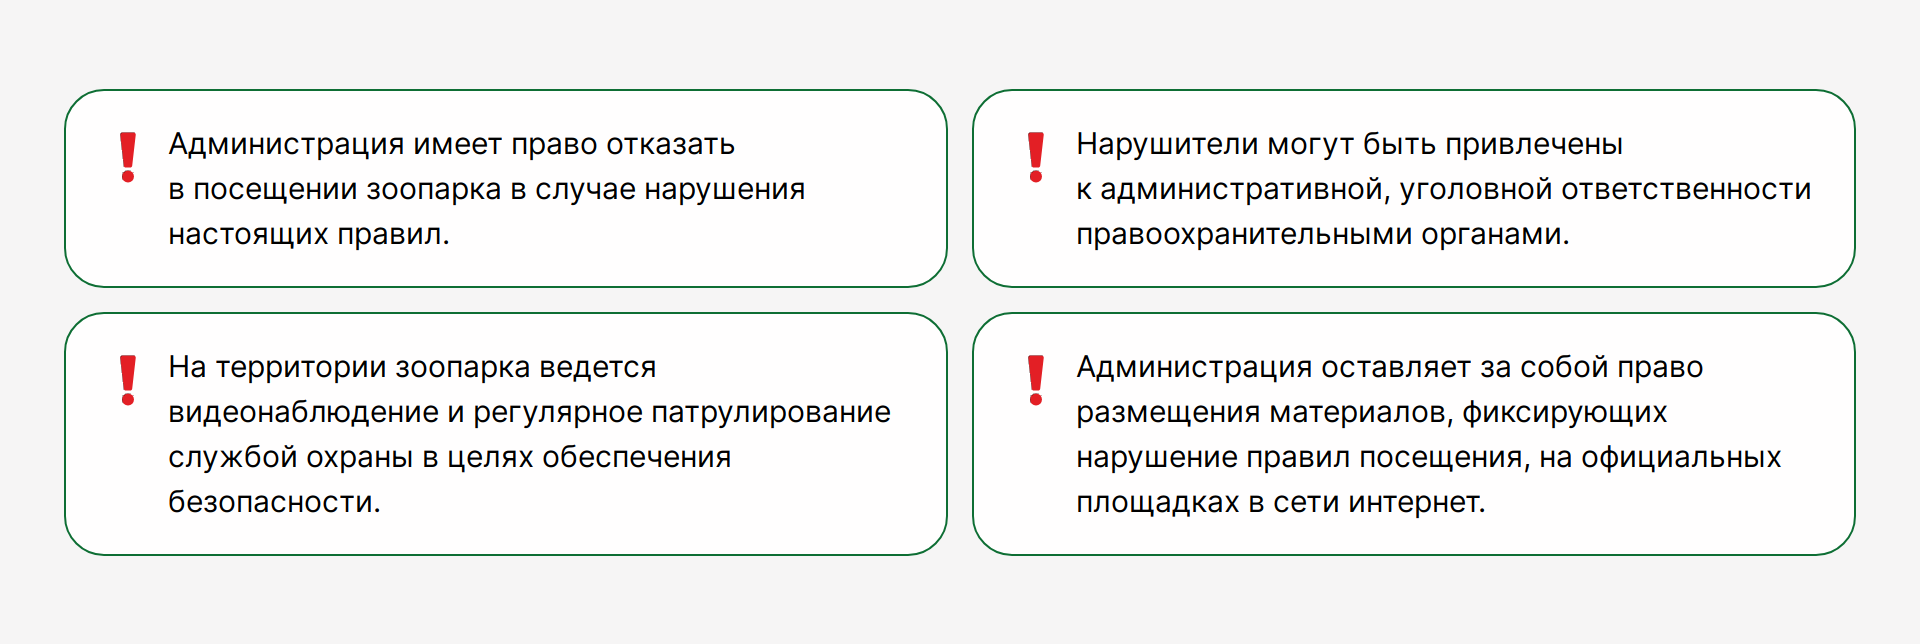 Администрация имеет право отказать
в посещении зоопарка в случае нарушения
настоящих правил.
Нарушители могут быть привлечены
к административной, уголовной ответственности
правоохранительными органами.
На территории зоопарка ведется
видеонаблюдение и регулярное патрулирование
службой охраны в целях обеспечения
безопасности.
Администрация оставляет за собой право
размещения материалов, фиксирующих
нарушение правил посещения, на официальных
площадках в сети интернет.